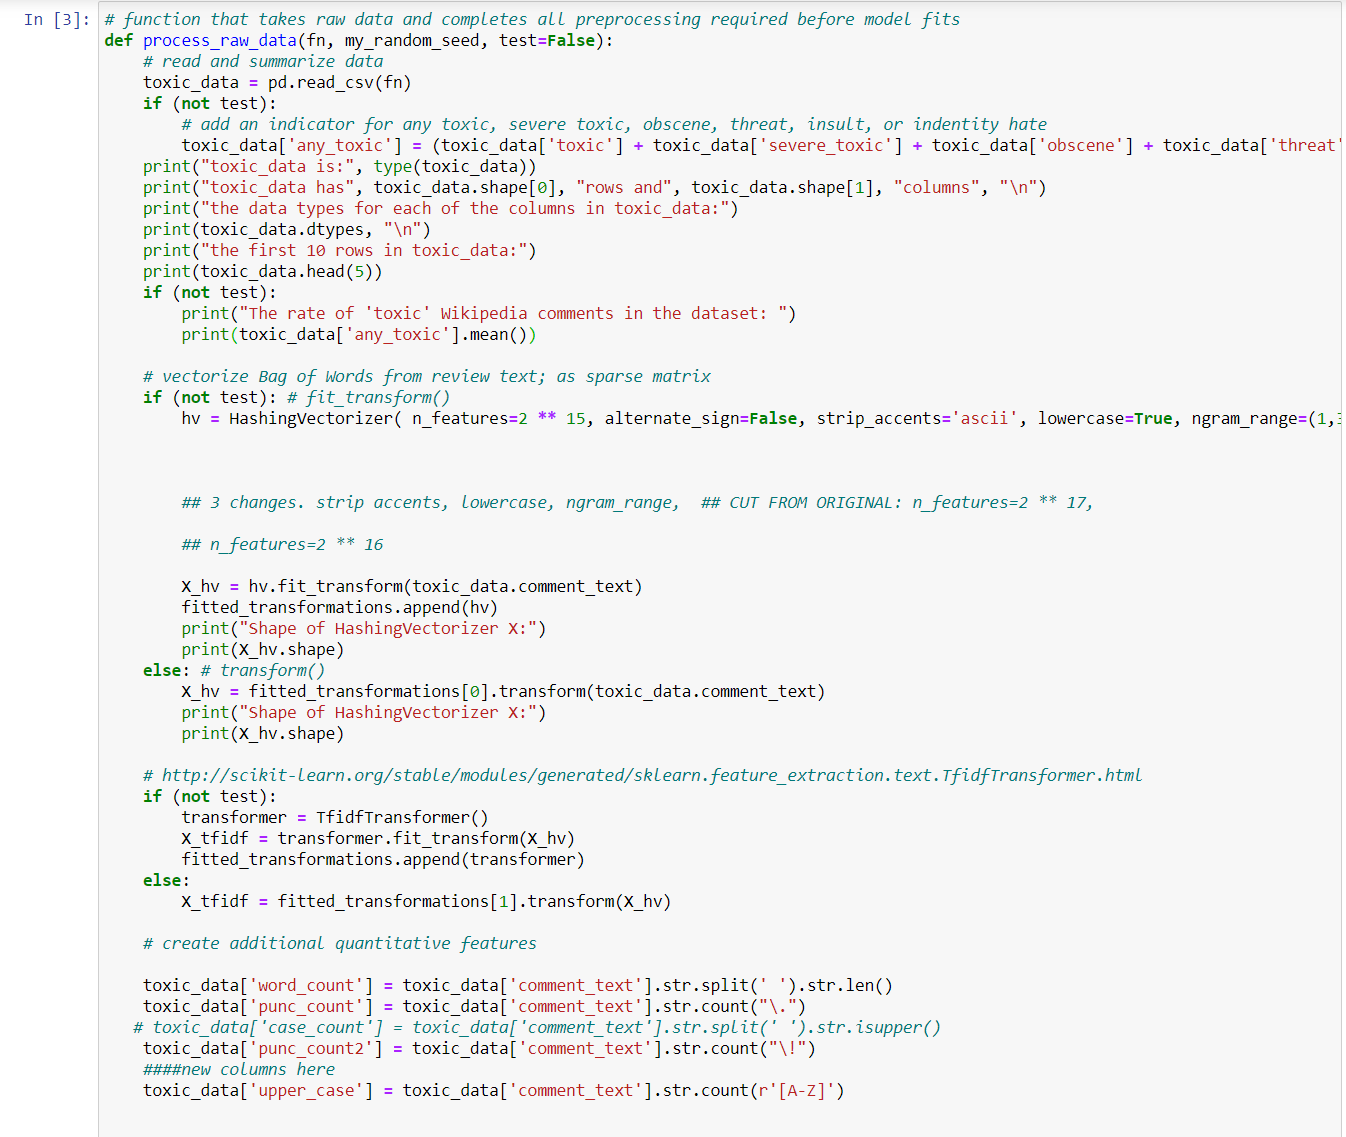 In [3]: # function that takes raw data and completes all preprocessing required before model fits
def process_raw_data(fn, my_random_seed, test=False):
    # read and summarize data
    toxic_data = pd.read_csv(fn)
    if (not test):
        # add an indicator for any toxic, severe toxic, obscene, threat, insult, or indentity hate
        toxic_data['any_toxic'] = (toxic_data['toxic'] + toxic_data['severe_toxic'] + toxic_data['obscene'] + toxic_data['threat'
    print("toxic_data is:", type(toxic_data))
    print("toxic_data has", toxic_data.shape[0], "rows and", toxic_data.shape[1], "columns", "\n")
    print("the data types for each of the columns in toxic_data:")
    print(toxic_data.dtypes, "\n")
    print("the first 10 rows in toxic_data:")
    print(toxic_data.head(5))
    if (not test):
        print("The rate of 'toxic' Wikipedia comments in the dataset: ")
        print(toxic_data['any_toxic'].mean())
    # vectorize Bag of Words from review text; as sparse matrix
    if (not test): # fit_transform()
        hv = HashingVectorizer( n_features=2 ** 15, alternate_sign=False, strip_accents='ascii', lowercase=True, ngram_range=(1,3
        ## 3 changes. strip accents, lowercase, ngram_range,  ## CUT FROM ORIGINAL: n_features=2 ** 17,
        ## n_features=2 ** 16
        X_hv = hv.fit_transform(toxic_data.comment_text)
        fitted_transformations.append(hv)
        print("Shape of HashingVectorizer X:")
        print(X_hv.shape)
    else: # transform()
        X_hv = fitted_transformations[0].transform(toxic_data.comment_text)
        print("Shape of HashingVectorizer X:")
        print(X_hv.shape)
    # http://scikit-learn.org/stable/modules/generated/sklearn.feature_extraction.text.TfidfTransformer.html
    if (not test):
        transformer = TfidfTransformer()
        X_tfidf = transformer.fit_transform(X_hv)
        fitted_transformations.append(transformer)
    else:
        X_tfidf = fitted_transformations[1].transform(X_hv)
    # create additional quantitative features
    toxic_data['word_count'] = toxic_data['comment_text'].str.split(' ').str.len()
    toxic_data['punc_count'] = toxic_data['comment_text'].str.count("\.")
   # toxic_data['case_count'] = toxic_data['comment_text'].str.split(' ').str.isupper()
    toxic_data['punc_count2'] = toxic_data['comment_text'].str.count("\!")
    ####new columns here
    toxic_data['upper_case'] = toxic_data['comment_text'].str.count(r'[A-Z]')